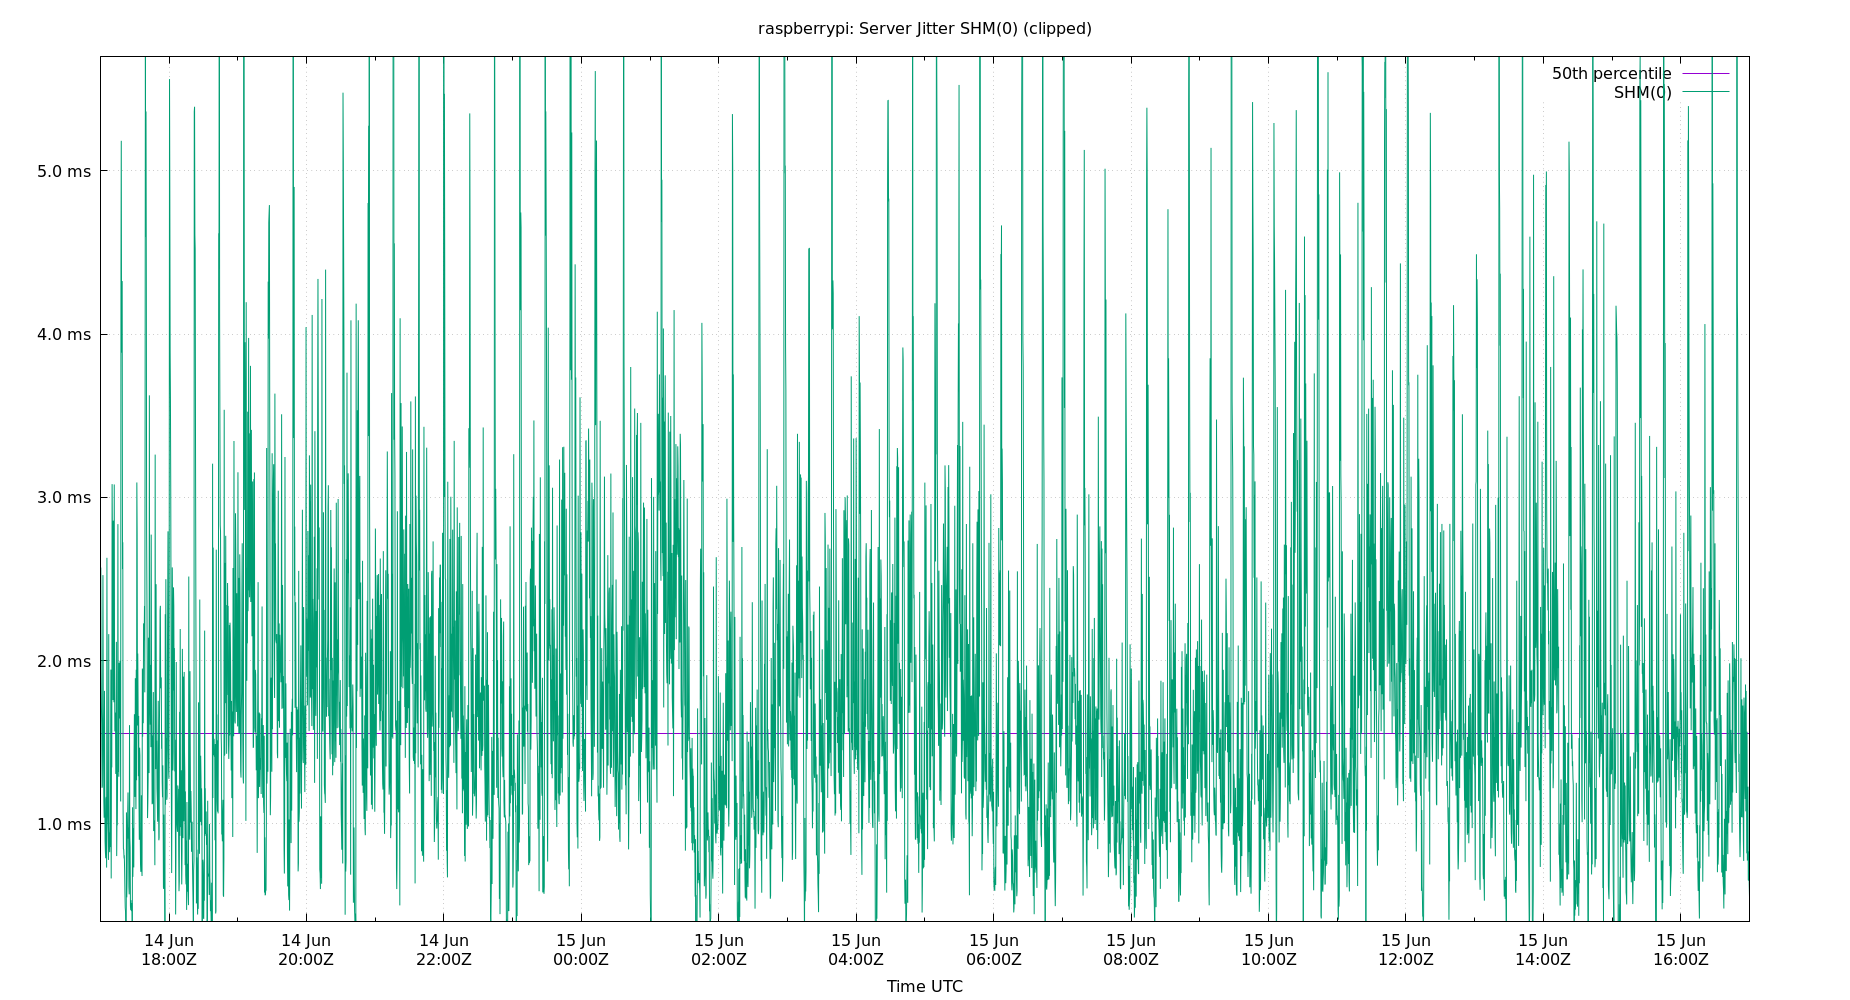 raspberrypi: Server Jitter SHM(0) (clipped)
50th percentile
SHM(0)
5.0 ms
4.0 ms
3.0 ms
2.0 ms
1.0 ms
14 Jun 14 Jun 14 Jun 15 Jun 15 Jun 15 Jun 15 Jun 15 Jun 15 Jun 15 Jun 15 Jun 15 Jun
18:00Z 20:00Z 22:00Z 00:00Z 02:00Z 04:00Z 06:00Z 08:00Z 10:00Z 12:00Z 14:00Z 16:00Z
Time UTC